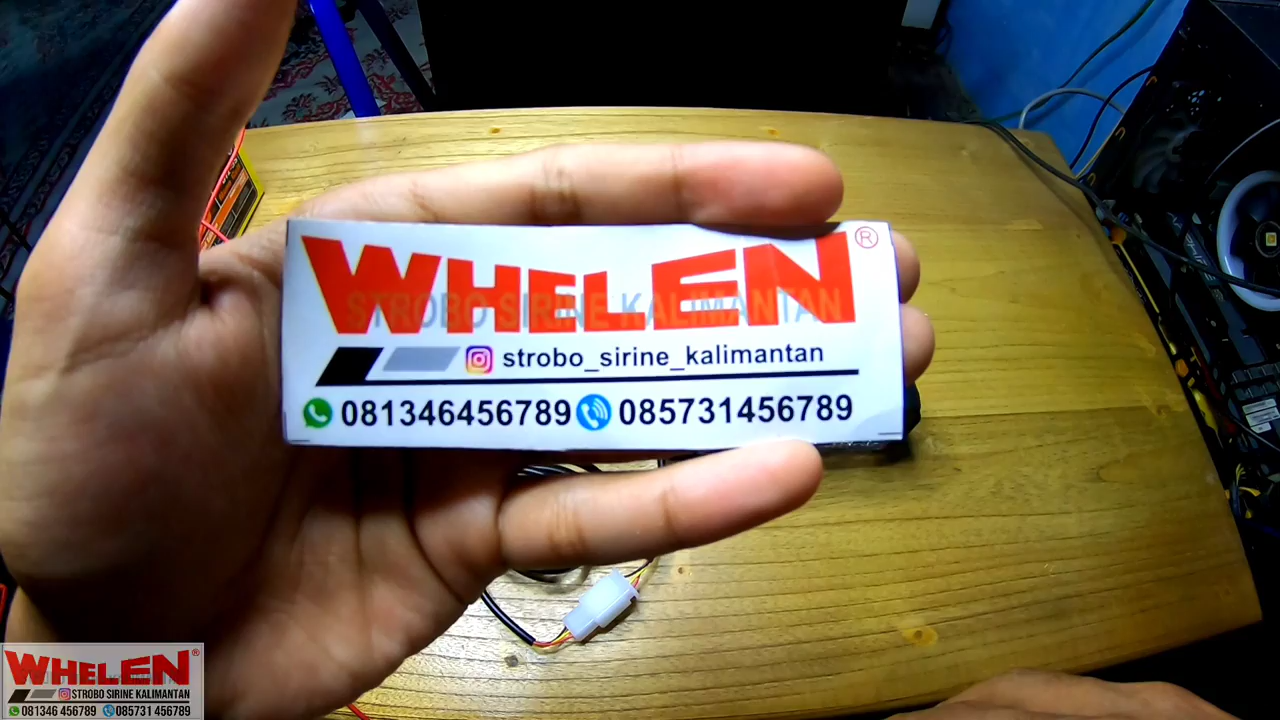 WHELEN®
STROBO SIRINE KALIMANTAN
strobo_sirine_kalimantan
081346456789 085731456789
WHELEN®
STROBO SIRINE KALIMANTAN
081346 456789 085731 456789